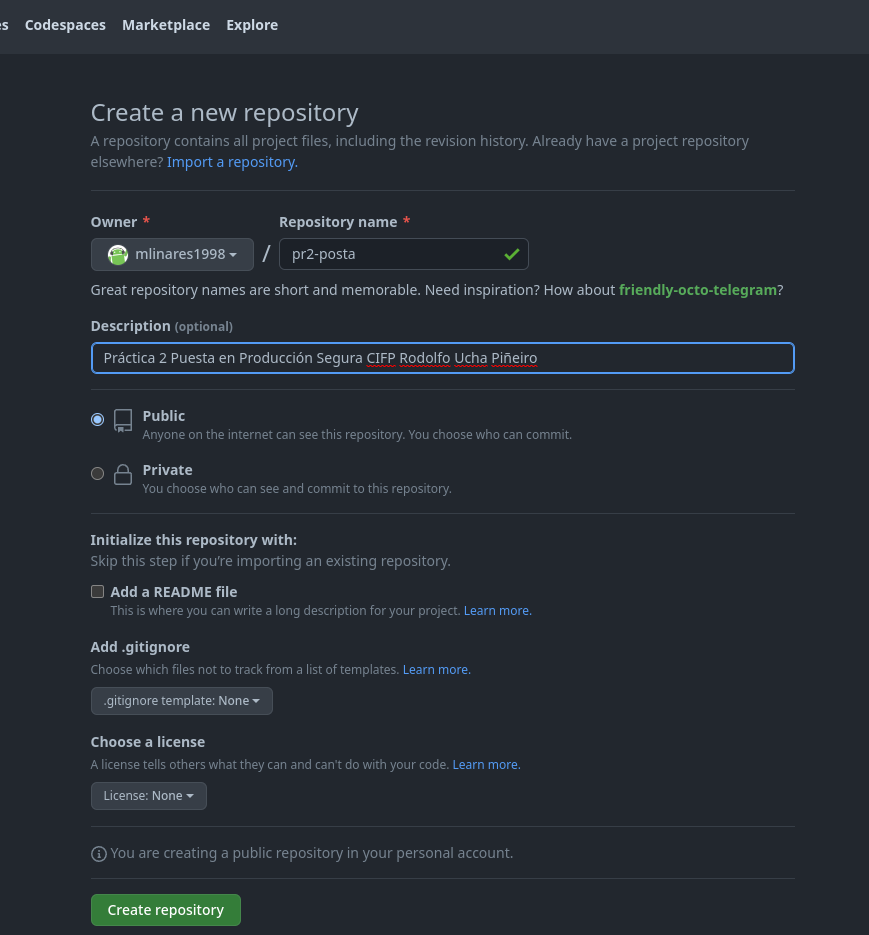 es Codespaces Marketplace Explore
Create a new repository
A repository contains all project files, including the revision history. Already have a project repository
elsewhere? Import a repository.
Owner * Repository name *
mlinares1998 / pr2-posta
Great repository names are short and memorable. Need inspiration? How about friendly-octo-telegram?
Description (optional)
Práctica 2 Puesta en Producción Segura CIFP Rodolfo Ucha Piñeiro
Public
Anyone on the internet can see this repository. You choose who can commit.
Private
You choose who can see and commit to this repository.
Initialize this repository with:
Skip this step if you're importing an existing repository.
Add a README file
This is where you can write a long description for your project. Learn more.
Add .gitignore
Choose which files not to track from a list of templates. Learn more.
.gitignore template: None
Choose a license
A license tells others what they can and can't do with your code. Learn more.
License: None
You are creating a public repository in your personal account.
Create repository